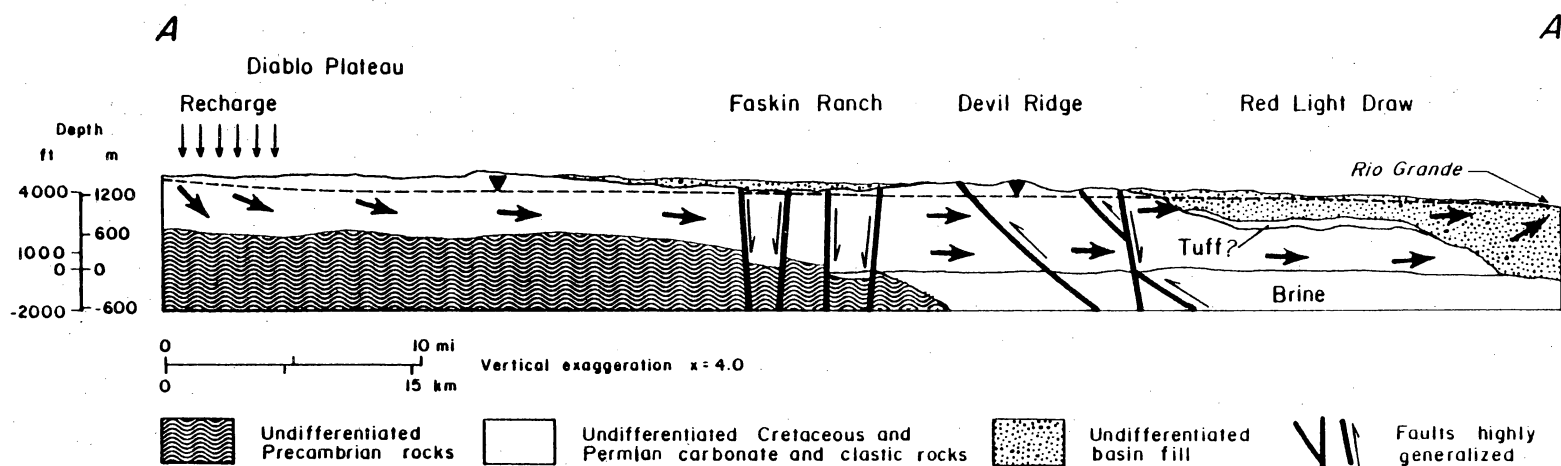 A A
Diablo Plateau
Recharge Faskin Ranch Devil Ridge Red Light Draw
Depth
ft m
Rio Grande
4000 1200
600
1000
0 0
Tuff?
Brine
-2000 -600
0 10 mi
Vertical exaggeration x = 4.0
0 15 km
Undifferentiated Undifferentiated Cretaceous and Undifferentiated Faults highly
Precambrian rocks Permian carbonate and clastic rocks basin fill generalized